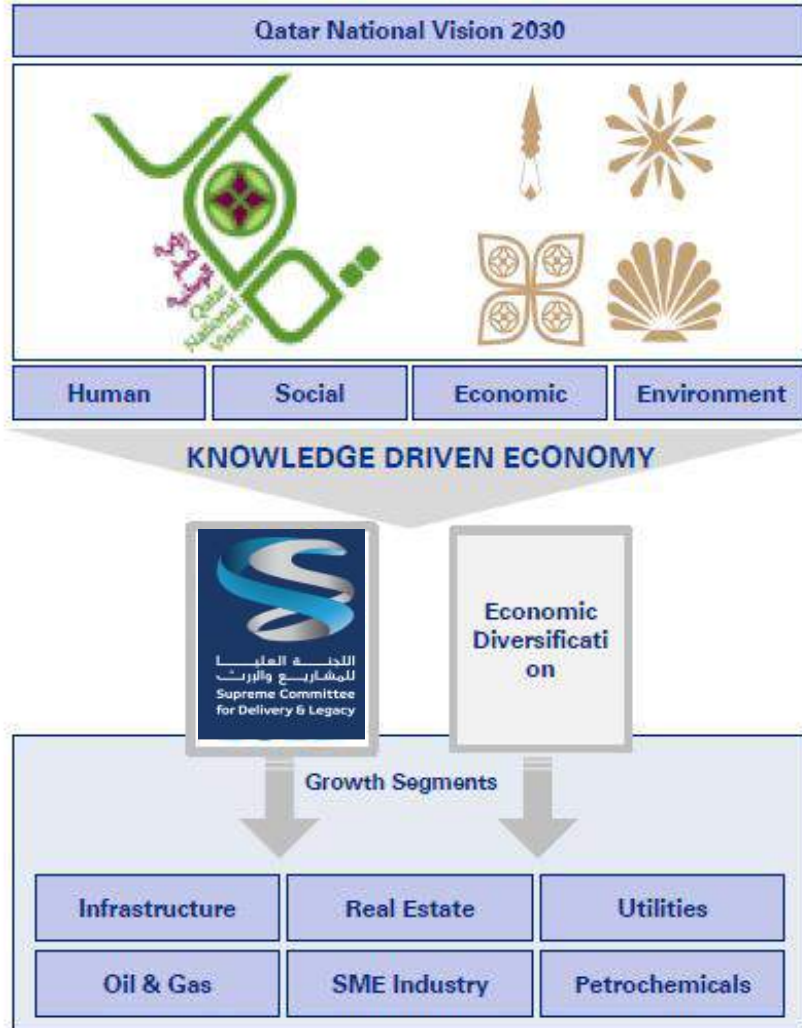 Qatar National Vision 2030
Qatar
National
Vision
Human
Social
Economic
Environment
KNOWLEDGE DRIVEN ECONOMY
اللجنة العليا
للمشاريع والإرث
Supreme Committee
for Delivery & Legacy
Economic
Diversificati
on
Growth Segments
Infrastructure
Real Estate
Utilities
Oil & Gas
SME Industry
Petrochemicals